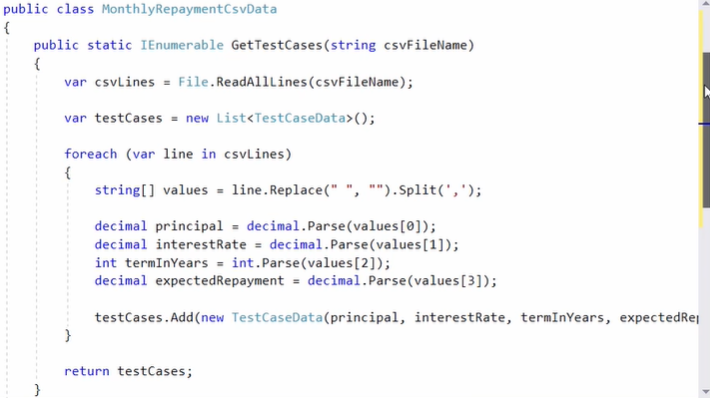 public class MonthlyRepaymentCsvData
{
public static IEnumerable GetTestCases(string csvFileName)
{
var csvLines = File.ReadAllLines(csvFileName);
var testCases = new List<TestCaseData>();
foreach (var line in csvLines)
{
string[] values = line.Replace(" ", "").Split(',');
decimal principal = decimal.Parse(values[0]);
decimal interestRate = decimal.Parse(values[1]);
int termInYears = int.Parse(values[2]);
decimal expectedRepayment = decimal.Parse(values[3]);
testCases.Add(new TestCaseData(principal, interestRate, termInYears,
}
return testCases;
}